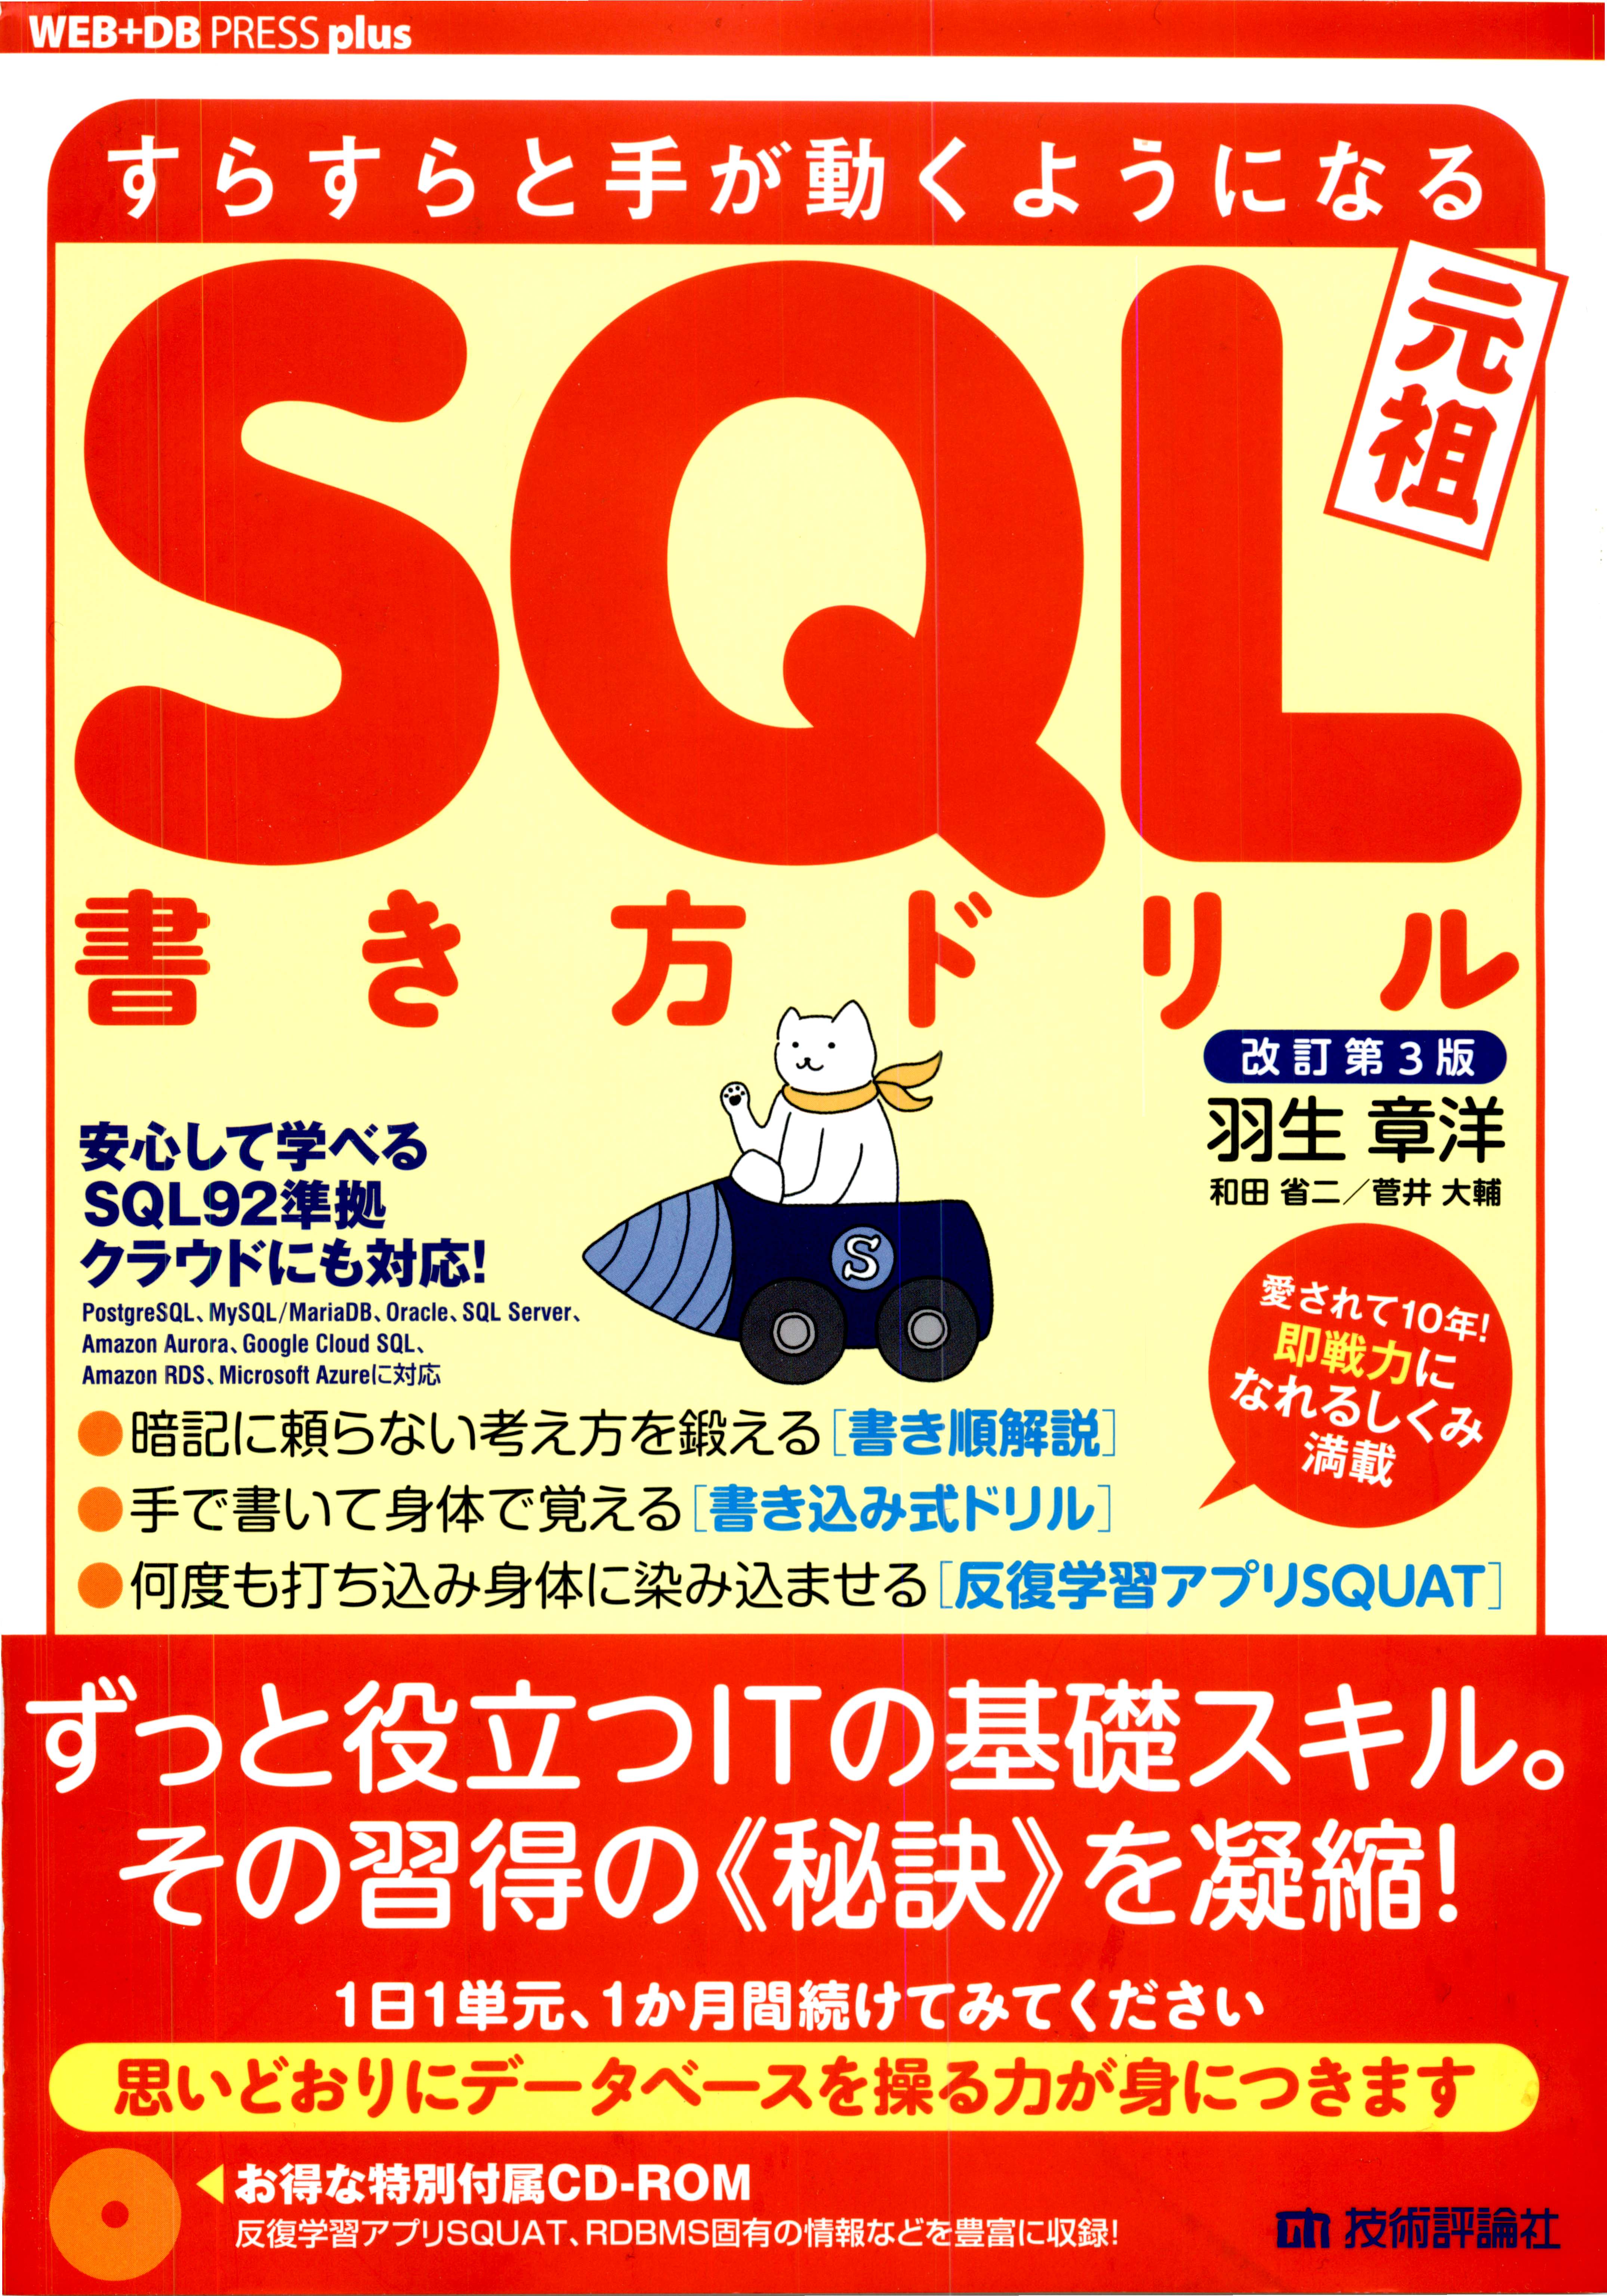 WEB+DB PRESS plus
すらすらと手が動くようになる
SQL
元祖
書き方ドリル
改訂第3版
羽生 章洋
和田 省二／菅井 大輔
安心して学べる
SQL92準拠
クラウドにも対応!
PostgreSQL、MySQL/MariaDB、Oracle、SQL Server、
Amazon Aurora、Google Cloud SQL、
Amazon RDS、Microsoft Azureに対応
S
愛されて10年!
即戦力に
なれるしくみ
満載
●暗記に頼らない考え方を鍛える[書き順解説]
●手で書いて身体で覚える[書き込み式ドリル]
●何度も打ち込み身体に染み込ませる[反復学習アプリSQUAT]
ずっと役立つITの基礎スキル。
その習得の《秘訣》を凝縮!
1日1単元、1か月間続けてみてください
思いどおりにデータベースを操る力が身につきます
お得な特別付属CD-ROM
反復学習アプリSQUAT、RDBMS固有の情報などを豊富に収録!
技術評論社